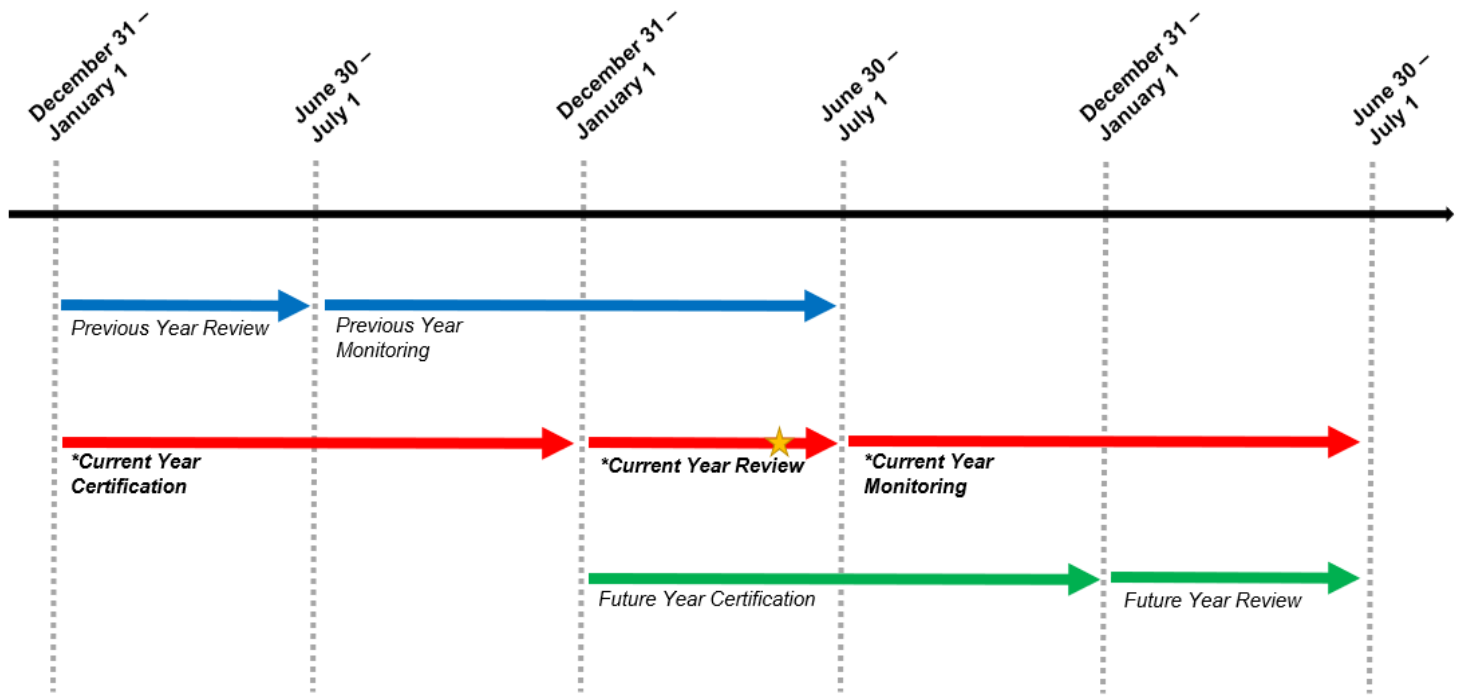 December 31 –
January 1
June 30 –
July 1
December 31 –
January 1
June 30 –
July 1
December 31 –
January 1
June 30 –
July 1
Previous Year Review
Previous Year
Monitoring
*Current Year
Certification
*Current Year Review
*Current Year
Monitoring
Future Year Certification
Future Year Review